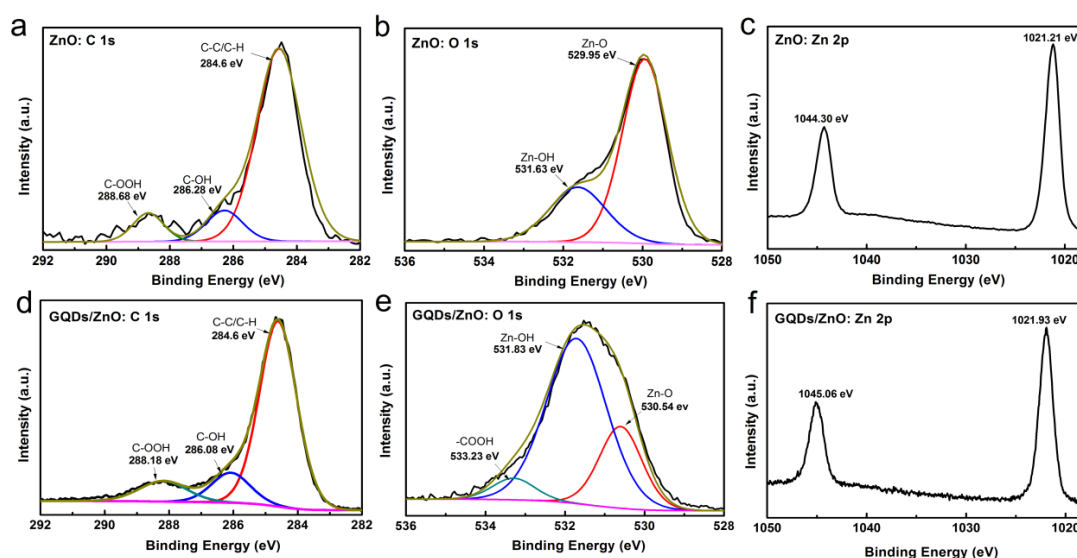 a
ZnO: C 1s
C-C/C-H
284.6 eV
C-OOH
288.68 eV
C-OH
286.28 eV
Intensity (a.u.)
292 290 288 286 284 282
Binding Energy (eV)
b
ZnO: O 1s
Zn-O
529.95 eV
Zn-OH
531.63 eV
Intensity (a.u.)
536 534 532 530 528
Binding Energy (eV)
c
ZnO: Zn 2p
1021.21 eV
1044.30 eV
Intensity (a.u.)
1050 1040 1030 1020
Binding Energy (eV)
d
GQDs/ZnO: C 1s
C-C/C-H
284.6 eV
C-OOH
288.18 eV
C-OH
286.08 eV
Intensity (a.u.)
292 290 288 286 284 282
Binding Energy (eV)
e
GQDs/ZnO: O 1s
Zn-OH
531.83 eV
Zn-O
530.54 ev
-COOH
533.23 eV
Intensity (a.u.)
536 534 532 530 528
Binding Energy (eV)
f
GQDs/ZnO: Zn 2p
1021.93 eV
1045.06 eV
Intensity (a.u.)
1050 1040 1030 1020
Binding Energy (eV)